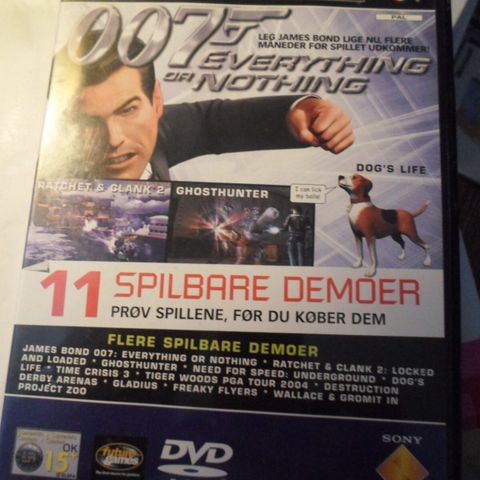 PAL
007
LEG JAMES BOND LIGE NU, FLERE
MÅNEDER FØR SPILLET UDKOMMER!
EVERYTHING
OR NOTHING
DOG'S LIFE
RATCHET & CLANK 2
GHOSTHUNTER
I can lick
my balls!
11 SPILBARE DEMOER
PRØV SPILLENE, FØR DU KØBER DEM
FLERE SPILBARE DEMOER
JAMES BOND 007: EVERYTHING OR NOTHING * RATCHET & CLANK 2: LOCKED
AND LOADED * GHOSTHUNTER * NEED FOR SPEED: UNDERGROUND * DOG'S
LIFE * TIME CRISIS 3 * TIGER WOODS PGA TOUR 2004 * DESTRUCTION
DERBY ARENAS * GLADIUS * FREAKY FLYERS * WALLACE & GROMIT IN
PROJECT ZOO
OK
15+
future
games
DVD
SONY